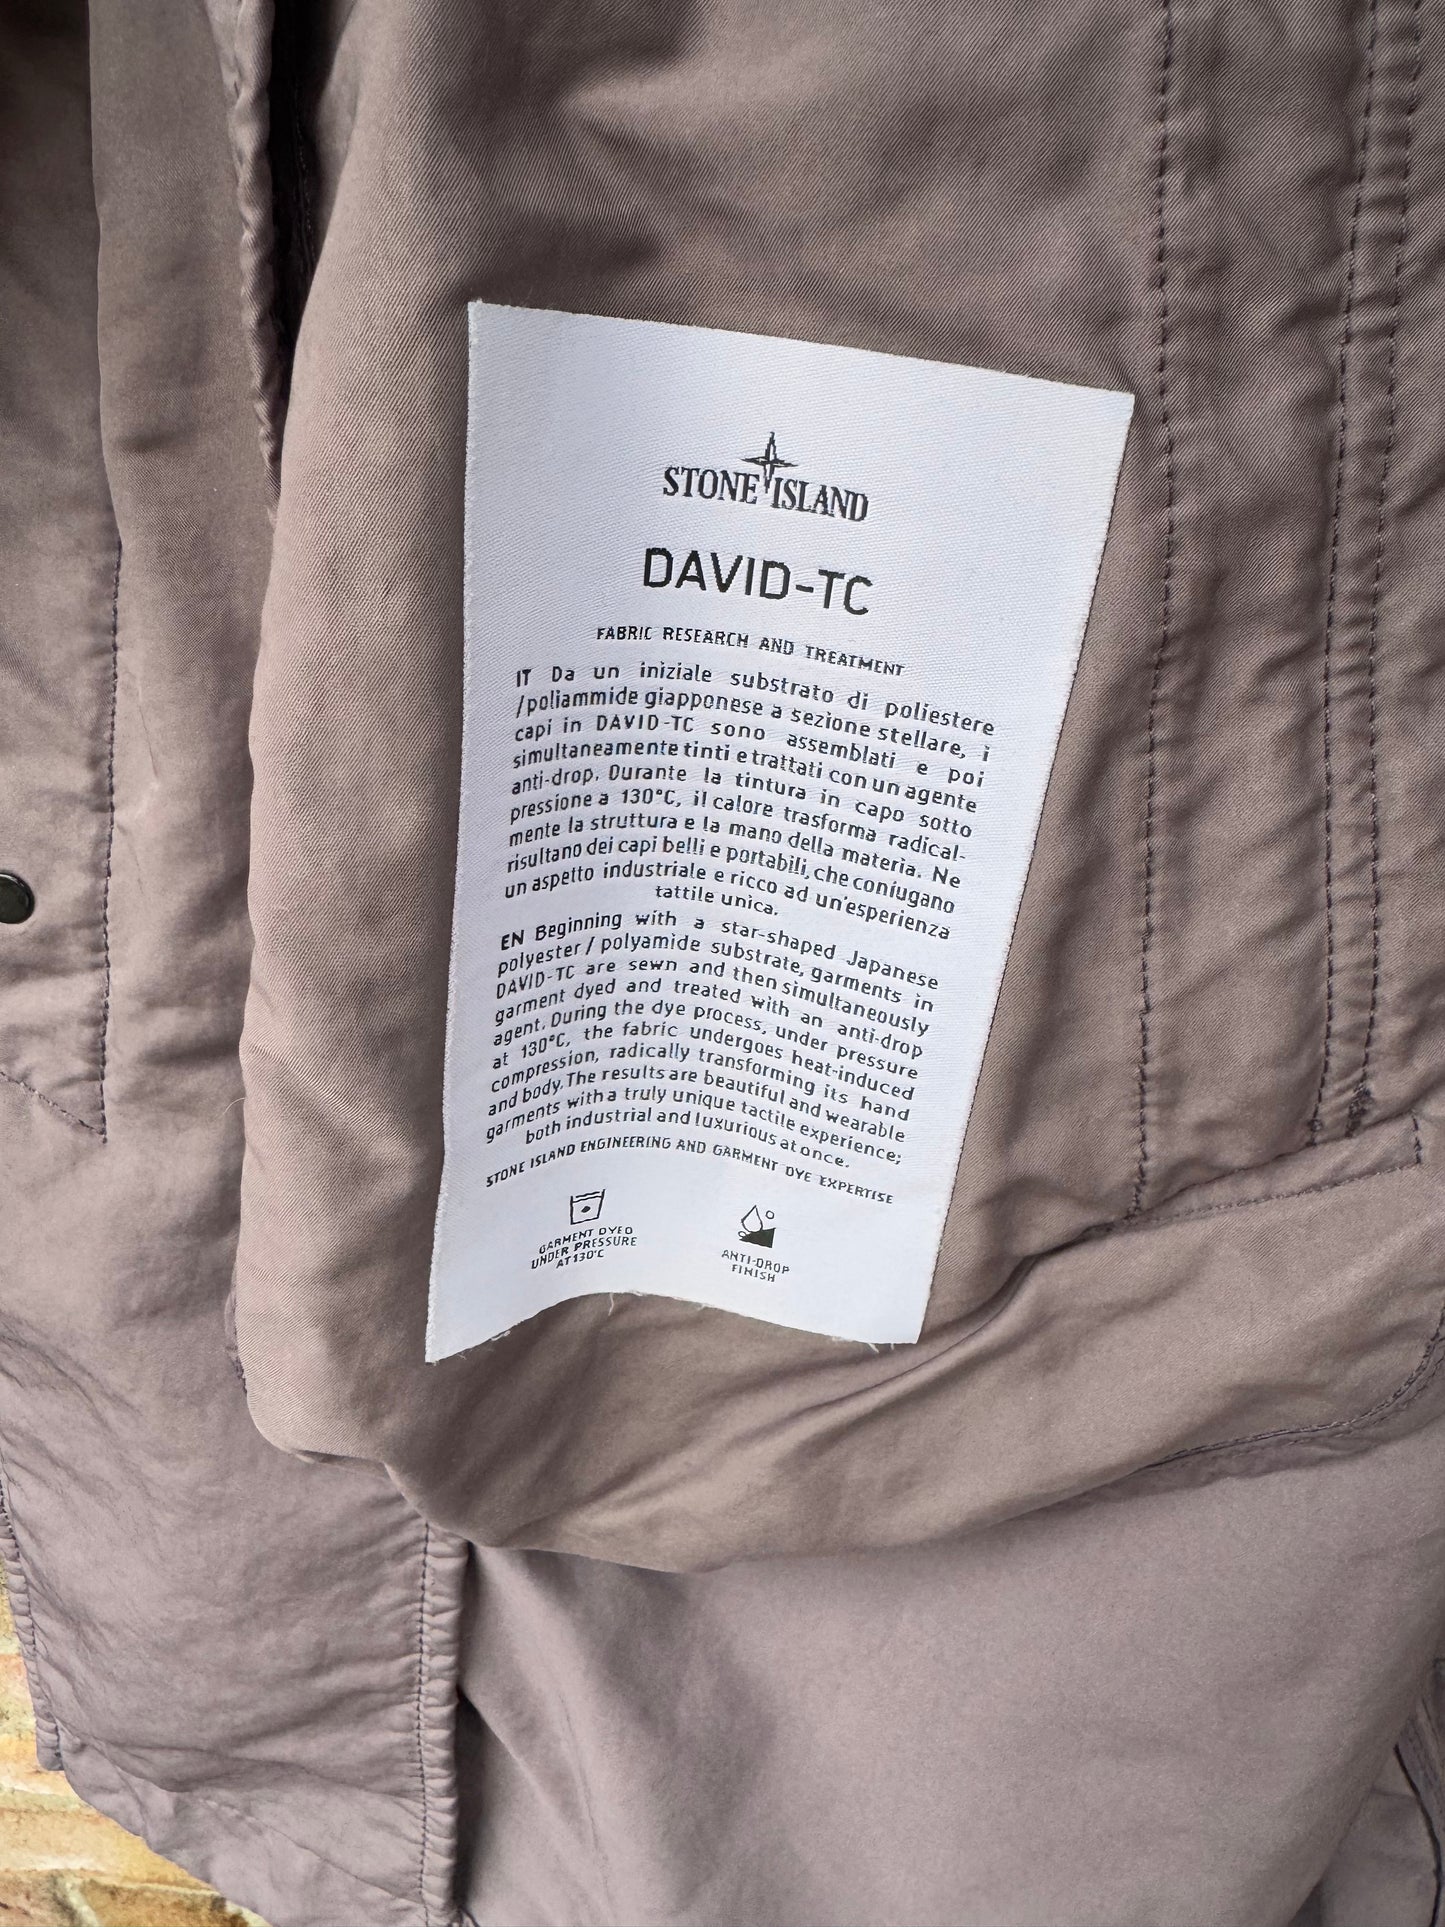 STONE ISLAND
DAVID-TC
FABRIC RESEARCH AND TREATMENT
IT Da un iniziale substrato di poliestere
/poliammide giapponese a sezione stellare, i
capi in DAVID-TC sono assemblati e poi
simultaneamente tinti e trattati con un agente
anti-drop. Durante la tintura in capo sotto
pressione a 130°C, il calore trasforma radical-
mente la struttura e la mano della materia. Ne
risultano dei capi belli e portabili, che coniugano
un aspetto industriale e ricco ad un'esperienza
tattile unica.
EN Beginning with a star-shaped Japanese
polyester / polyamide substrate, garments in
DAVID-TC are sewn and then simultaneously
garment dyed and treated with an anti-drop
agent. During the dye process, under pressure
at 130°C, the fabric undergoes heat-induced
compression, radically transforming its hand
and body. The results are beautiful and wearable
garments with a truly unique tactile experience;
both industrial and luxurious at once.
STONE ISLAND ENGINEERING AND GARMENT DYE EXPERTISE
GARMENT DYED
UNDER PRESSURE
AT 130°C
ANTI-DROP
FINISH